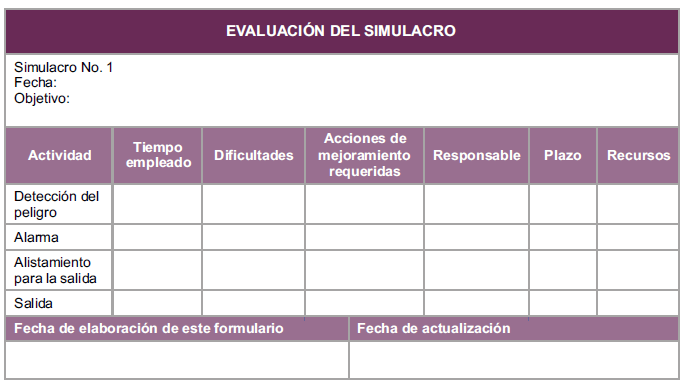 EVALUACIÓN DEL SIMULACRO
Simulacro No. 1
Fecha:
Objetivo:
Actividad
Tiempo
empleado
Dificultades
Acciones de
mejoramiento
requeridas
Responsable
Plazo
Recursos
Detección del
peligro
Alarma
Alistamiento
para la salida
Salida
Fecha de elaboración de este formulario
Fecha de actualización